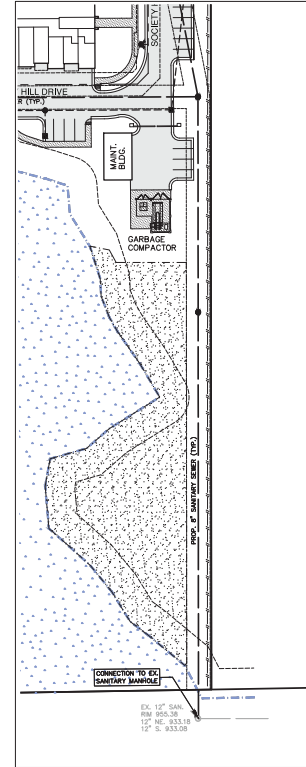 SOCIETY
HILL DRIVE
R (TYP.)
MAINT.
BLDG.
GARBAGE
COMPACTOR
PROP. 8" SANITARY SEWER (TYP.)
CONNECTION TO EX.
SANITARY MANHOLE
EX. 12" SAN.
RIM 955.38
12" NE. 933.18
12" S. 933.08